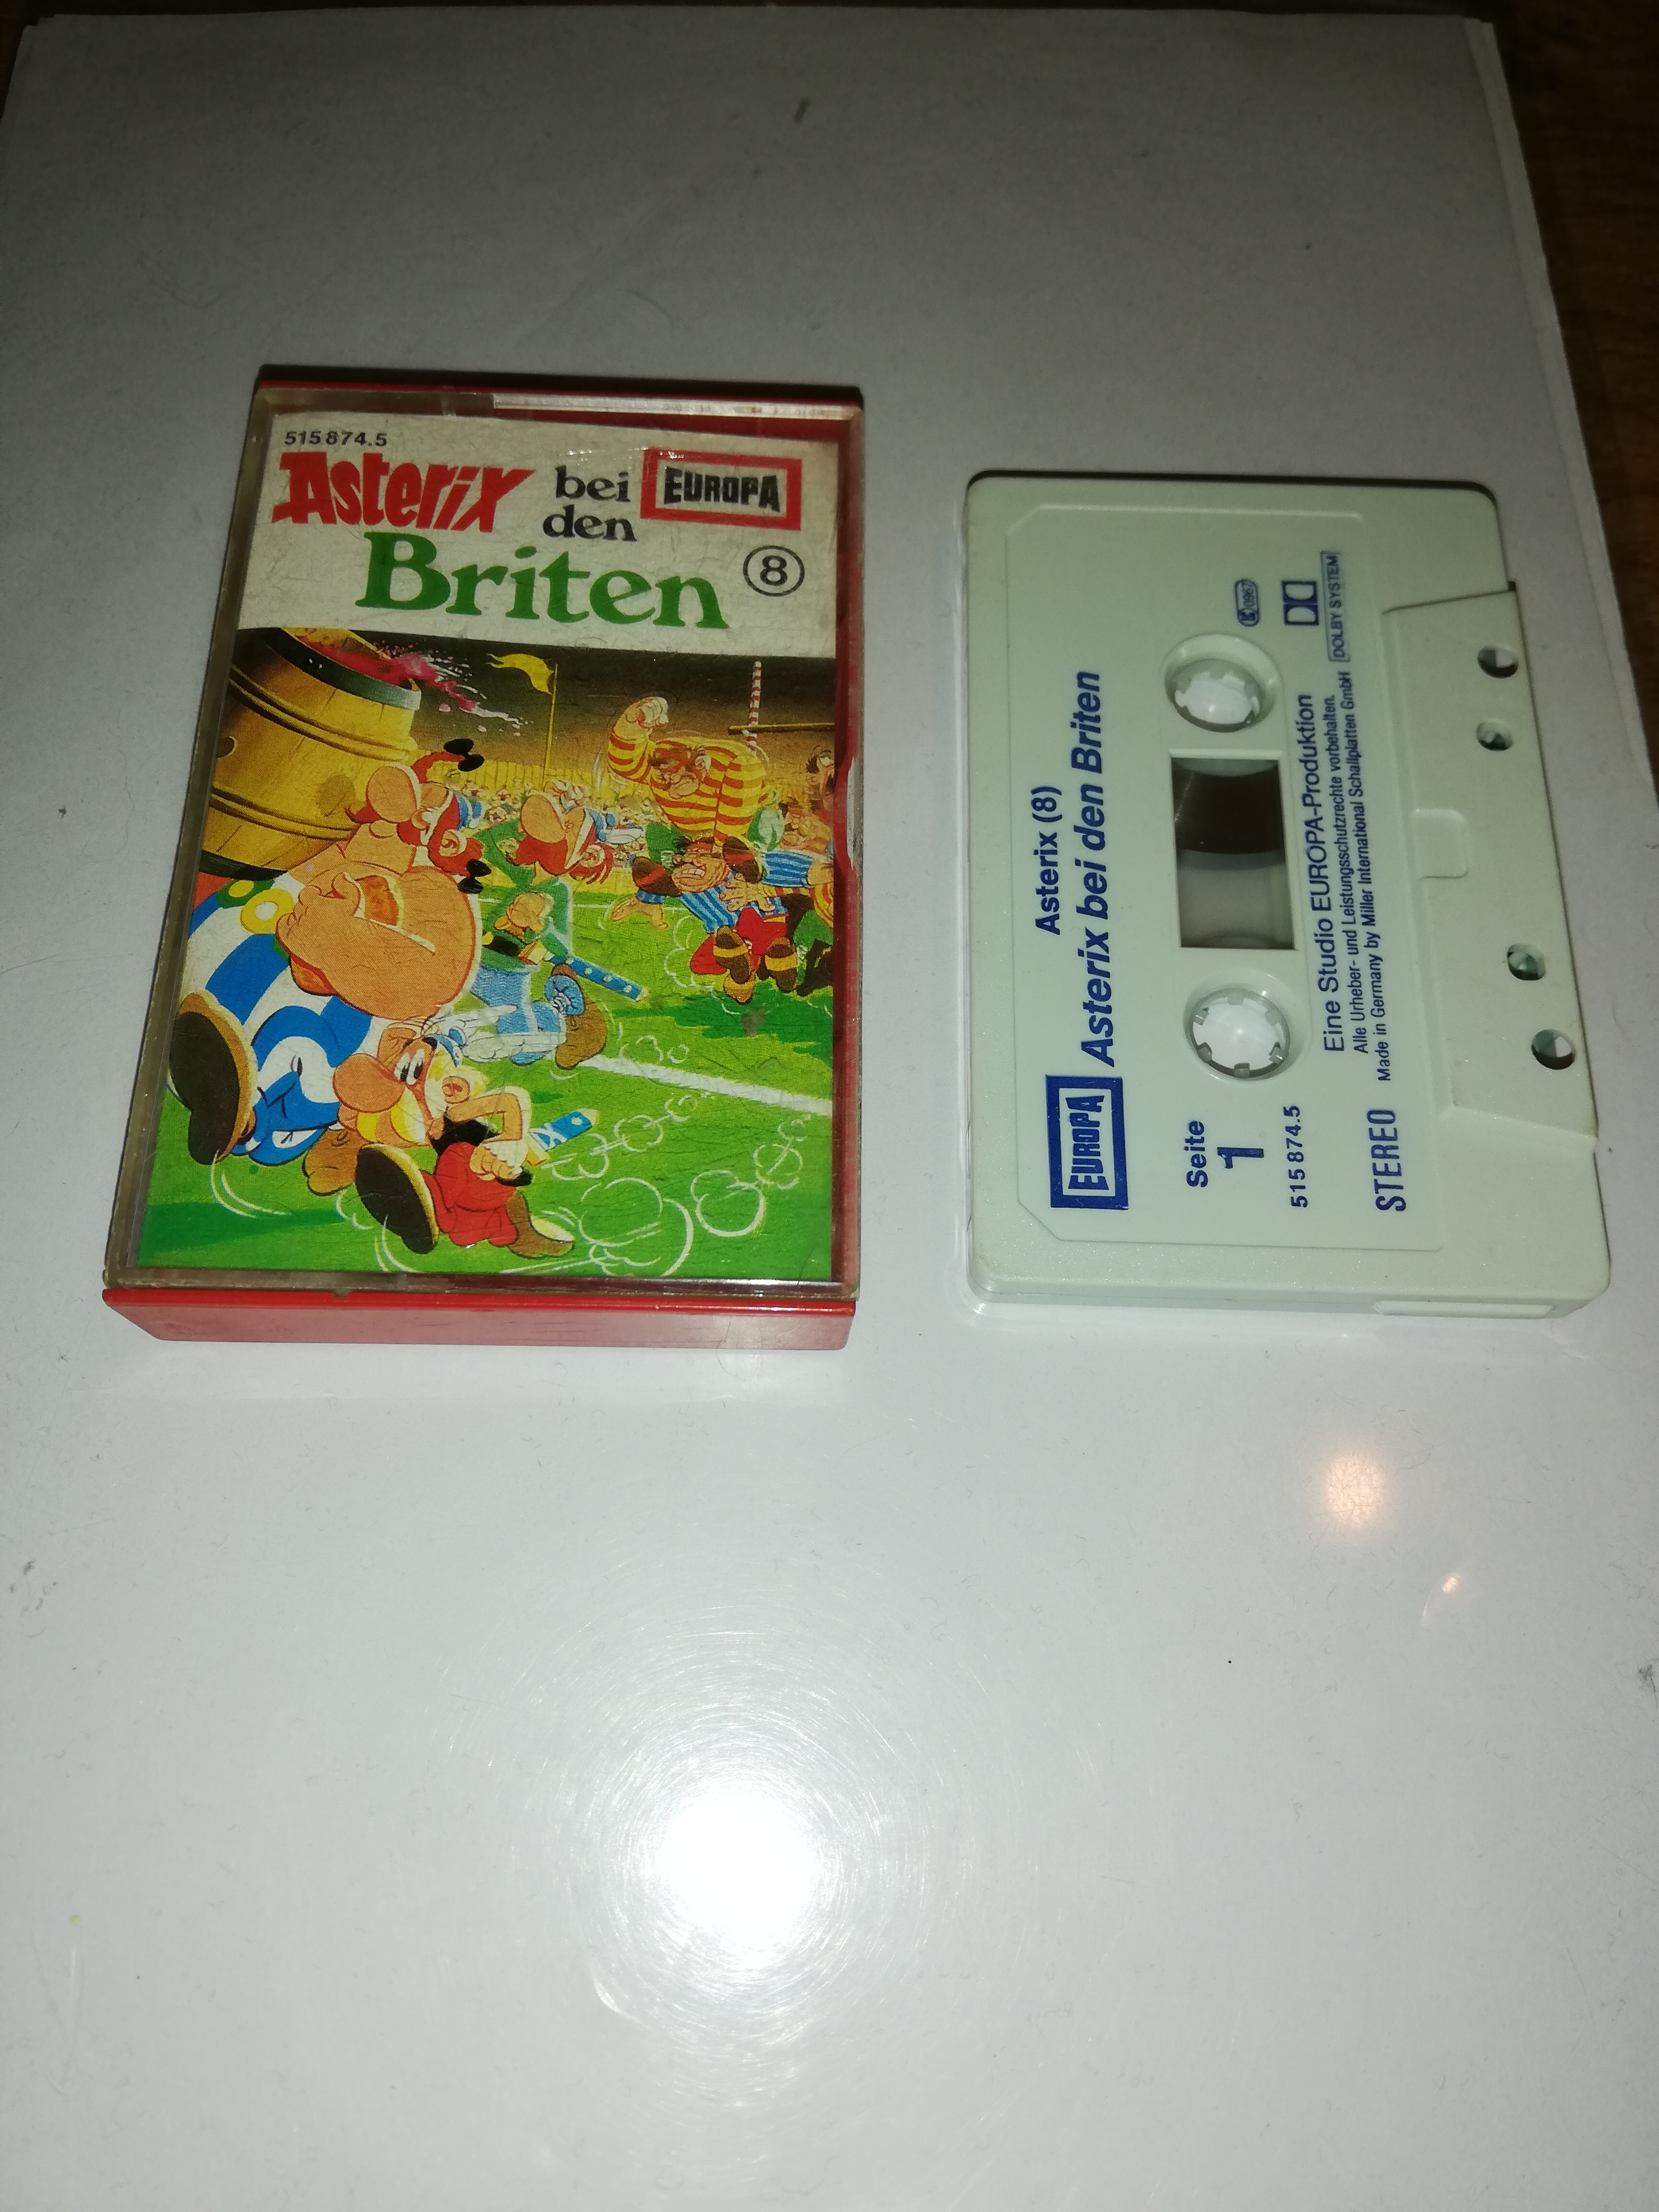 515 874.5
Asterix bei den
EUROPA
Briten
8
Asterix (8)
EUROPA Asterix bei den Briten
Seite
1
515 874.5
K 0967
Eine Studio EUROPA-Produktion
Alle Urheber- und Leistungsschutzrechte vorbehalten.
STEREO Made in Germany by Miller International Schallplatten GmbH
DOLBY SYSTEM